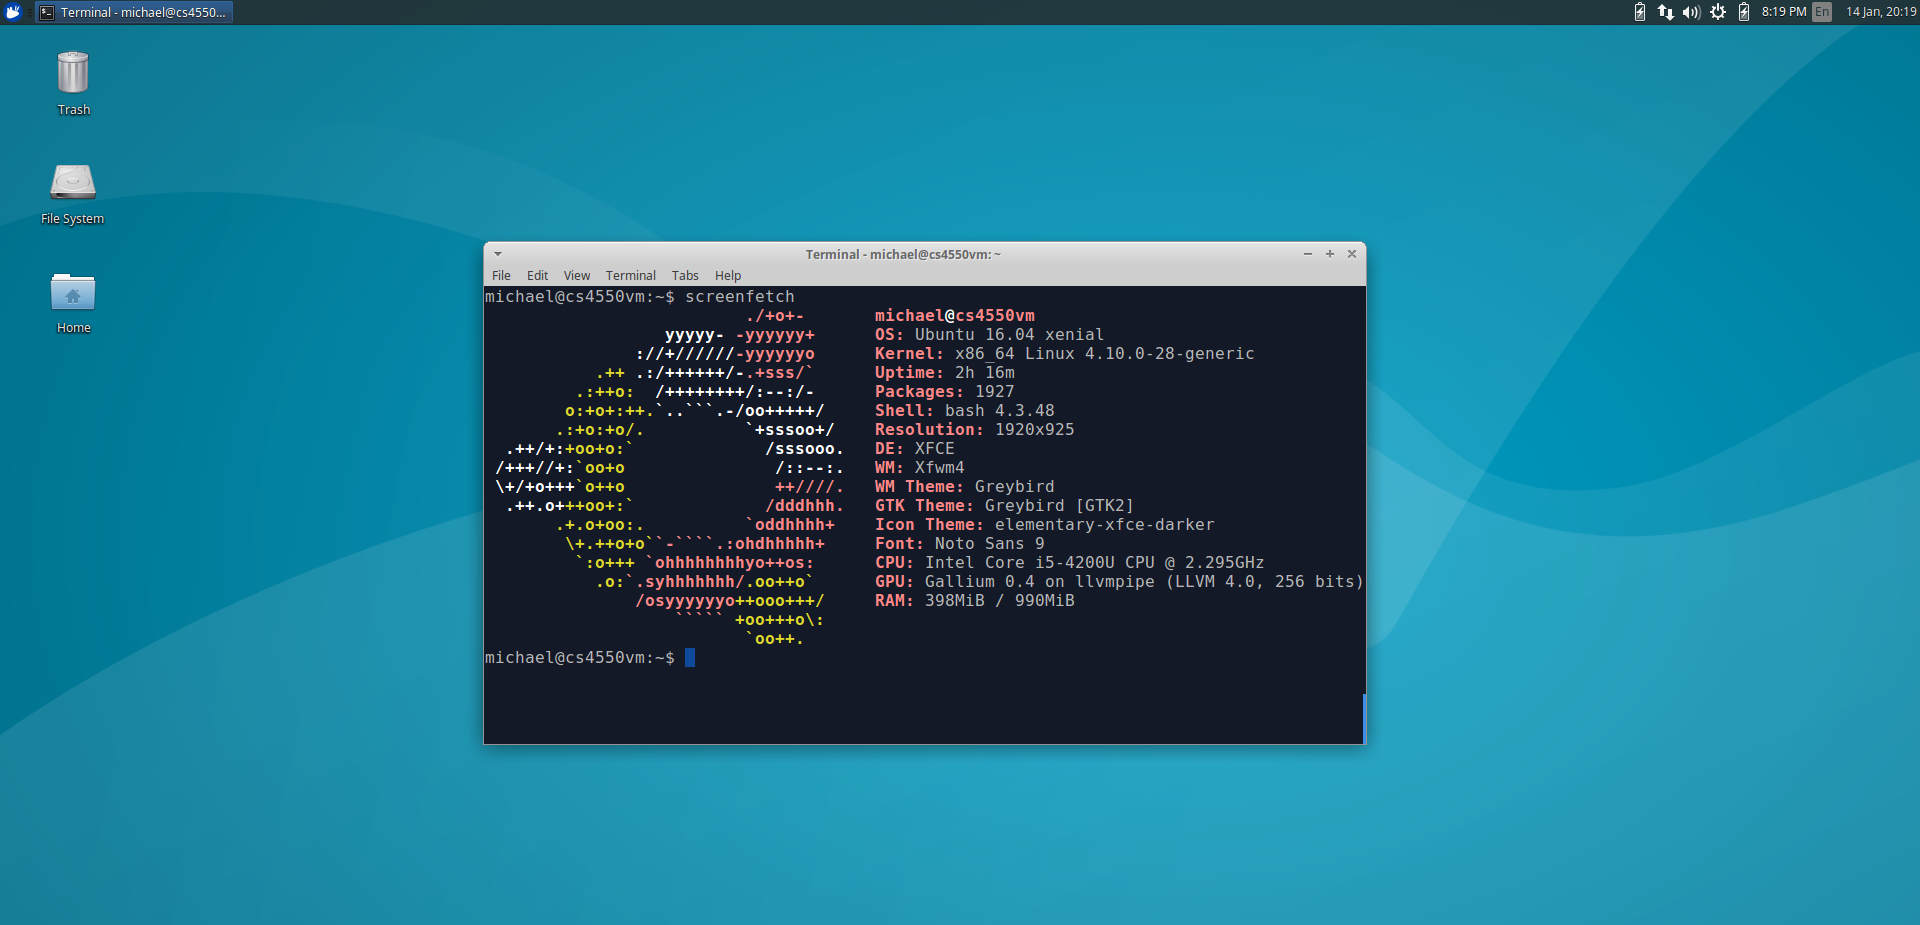 Terminal - michael@cs4550...
8:19 PM En 14 Jan, 20:19
Trash
File System
Home
Terminal - michael@cs4550vm: ~
File Edit View Terminal Tabs Help
michael@cs4550vm:~$ screenfetch
./+o+- michael@cs4550vm
yyyyy- -yyyyyy+ OS: Ubuntu 16.04 xenial
://+//////-yyyyyyo Kernel: x86_64 Linux 4.10.0-28-generic
.++ .:/++++++/-.+sss/` Uptime: 2h 16m
.:++o: /++++++++/:--:/- Packages: 1927
o:+o+:++.`..```.-/oo+++++/ Shell: bash 4.3.48
.:+o:+o/. `+sssoo+/ Resolution: 1920x925
.++/+:+oo+o:` /sssooo. DE: XFCE
/+++//+:`oo+o /::--:. WM: Xfwm4
\+/+o+++`o++o ++////. WM Theme: Greybird
.++.o+++oo+:` /dddhhh. GTK Theme: Greybird [GTK2]
.+.o+oo:. `oddhhhh+ Icon Theme: elementary-xfce-darker
\+.++o+o``-````.:ohdhhhhh+ Font: Noto Sans 9
`:o+++ `ohhhhhhhhyo++os: CPU: Intel Core i5-4200U CPU @ 2.295GHz
.o:`.syhhhhhhh/.oo++o` GPU: Gallium 0.4 on llvmpipe (LLVM 4.0, 256 bits)
/osyyyyyyo++ooo+++/ RAM: 398MiB / 990MiB
````` +oo+++o\:
`oo++.
michael@cs4550vm:~$